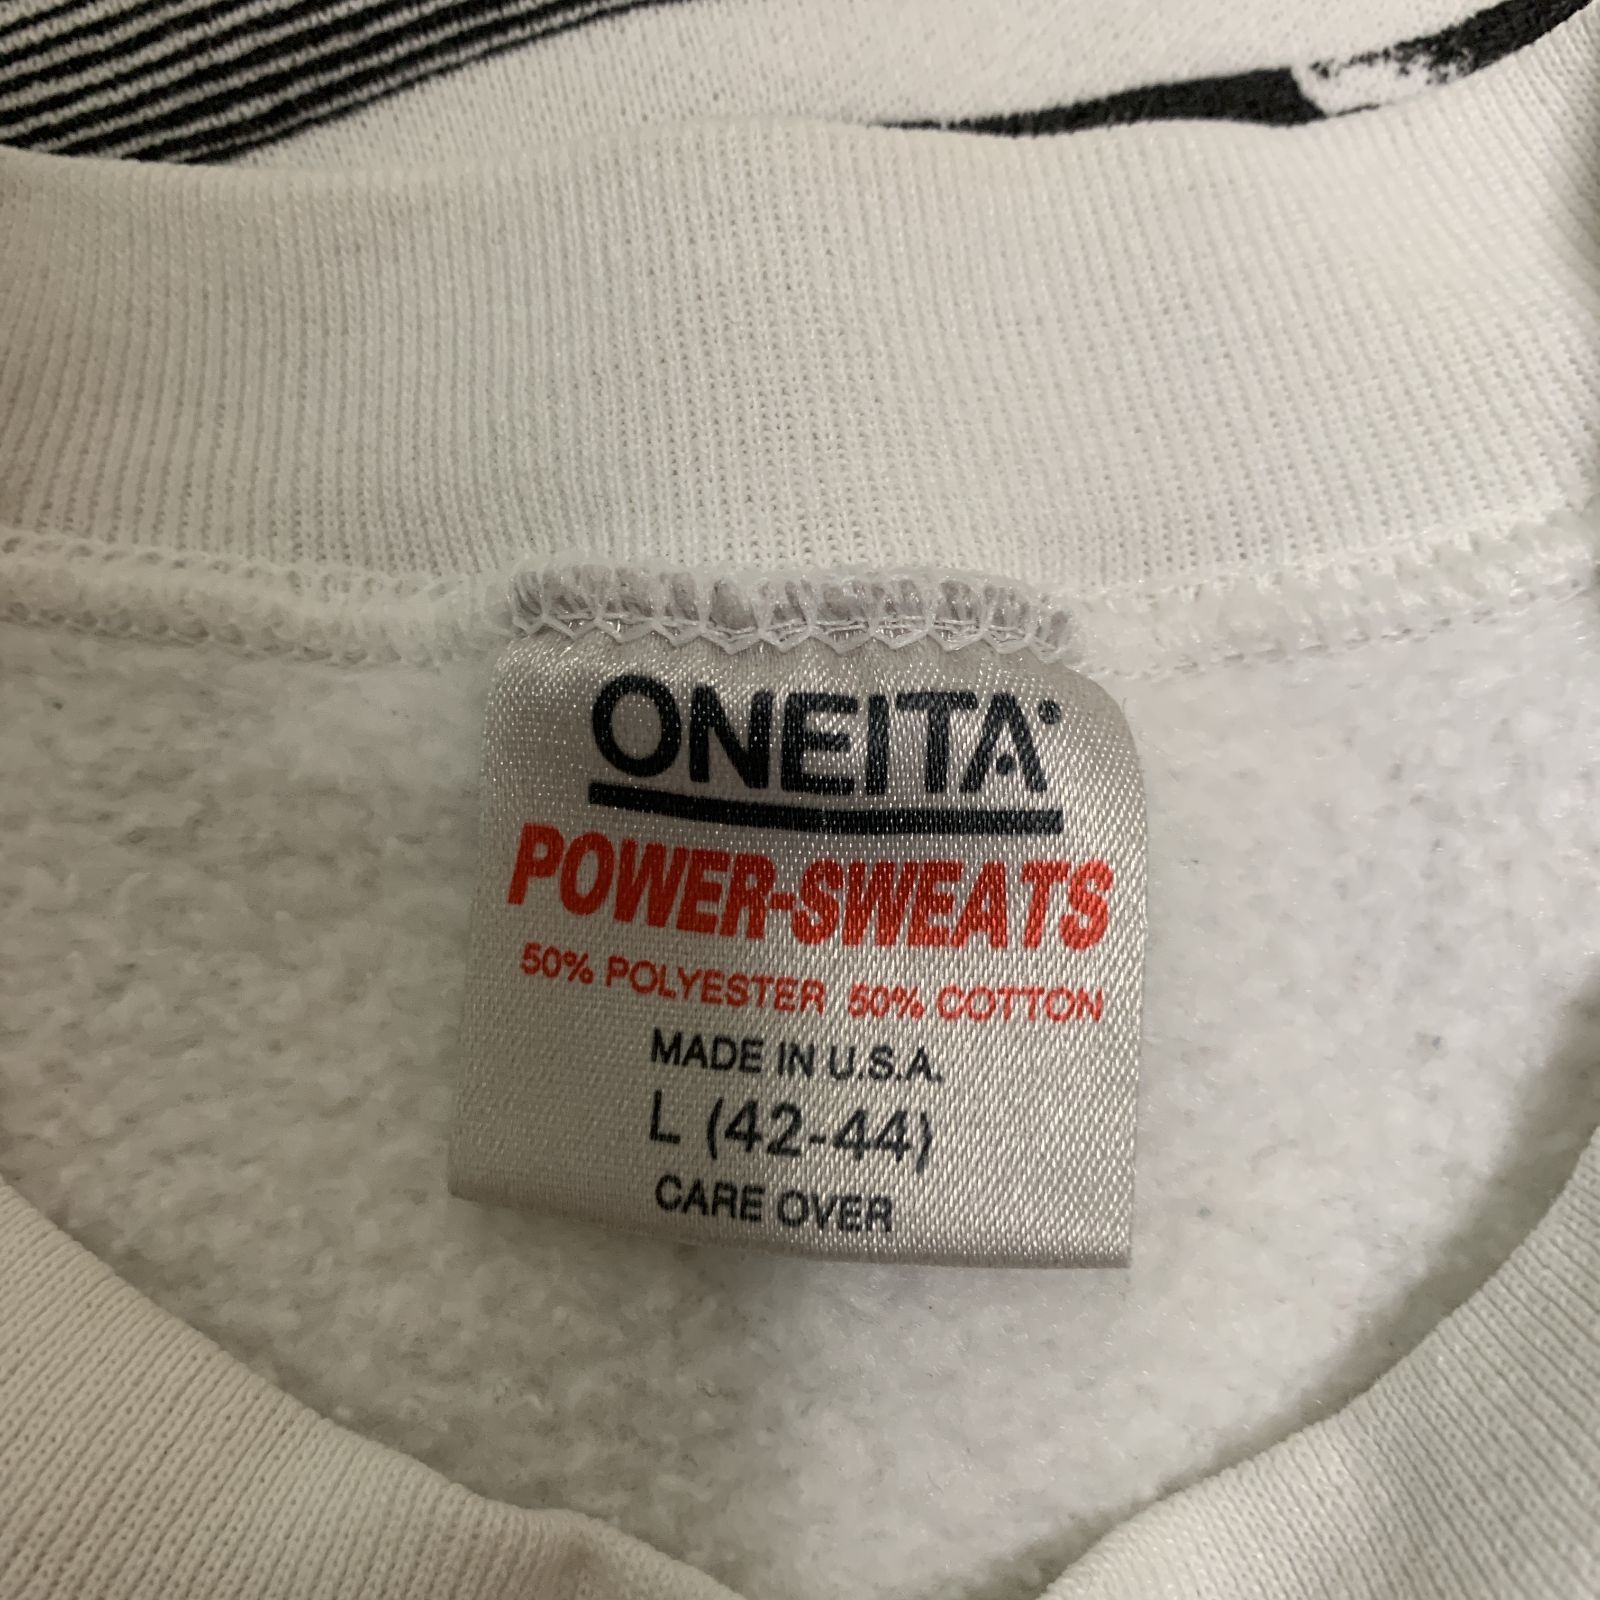 ONEITA
POWER-SWEATS
50% POLYESTER 50% COTTON
MADE IN U.S.A.
L (42-44)
CARE OVER